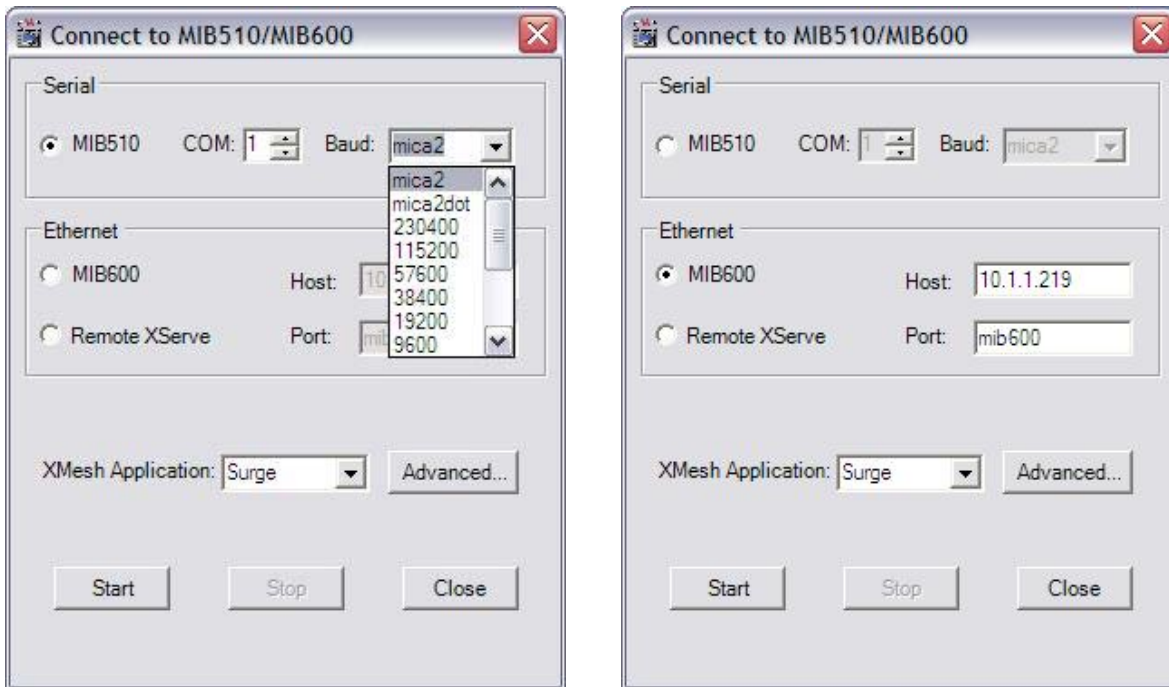 Connect to MIB510/MIB600
Serial
MIB510 COM: 1 Baud: mica2
mica2
mica2dot
230400
115200
57600
38400
19200
9600
Ethernet
MIB600 Host: 10
Remote XServe Port: mib
XMesh Application: Surge Advanced...
Start Stop Close
Connect to MIB510/MIB600
Serial
MIB510 COM: 1 Baud: mica2
Ethernet
MIB600 Host: 10.1.1.219
Remote XServe Port: mib600
XMesh Application: Surge Advanced...
Start Stop Close